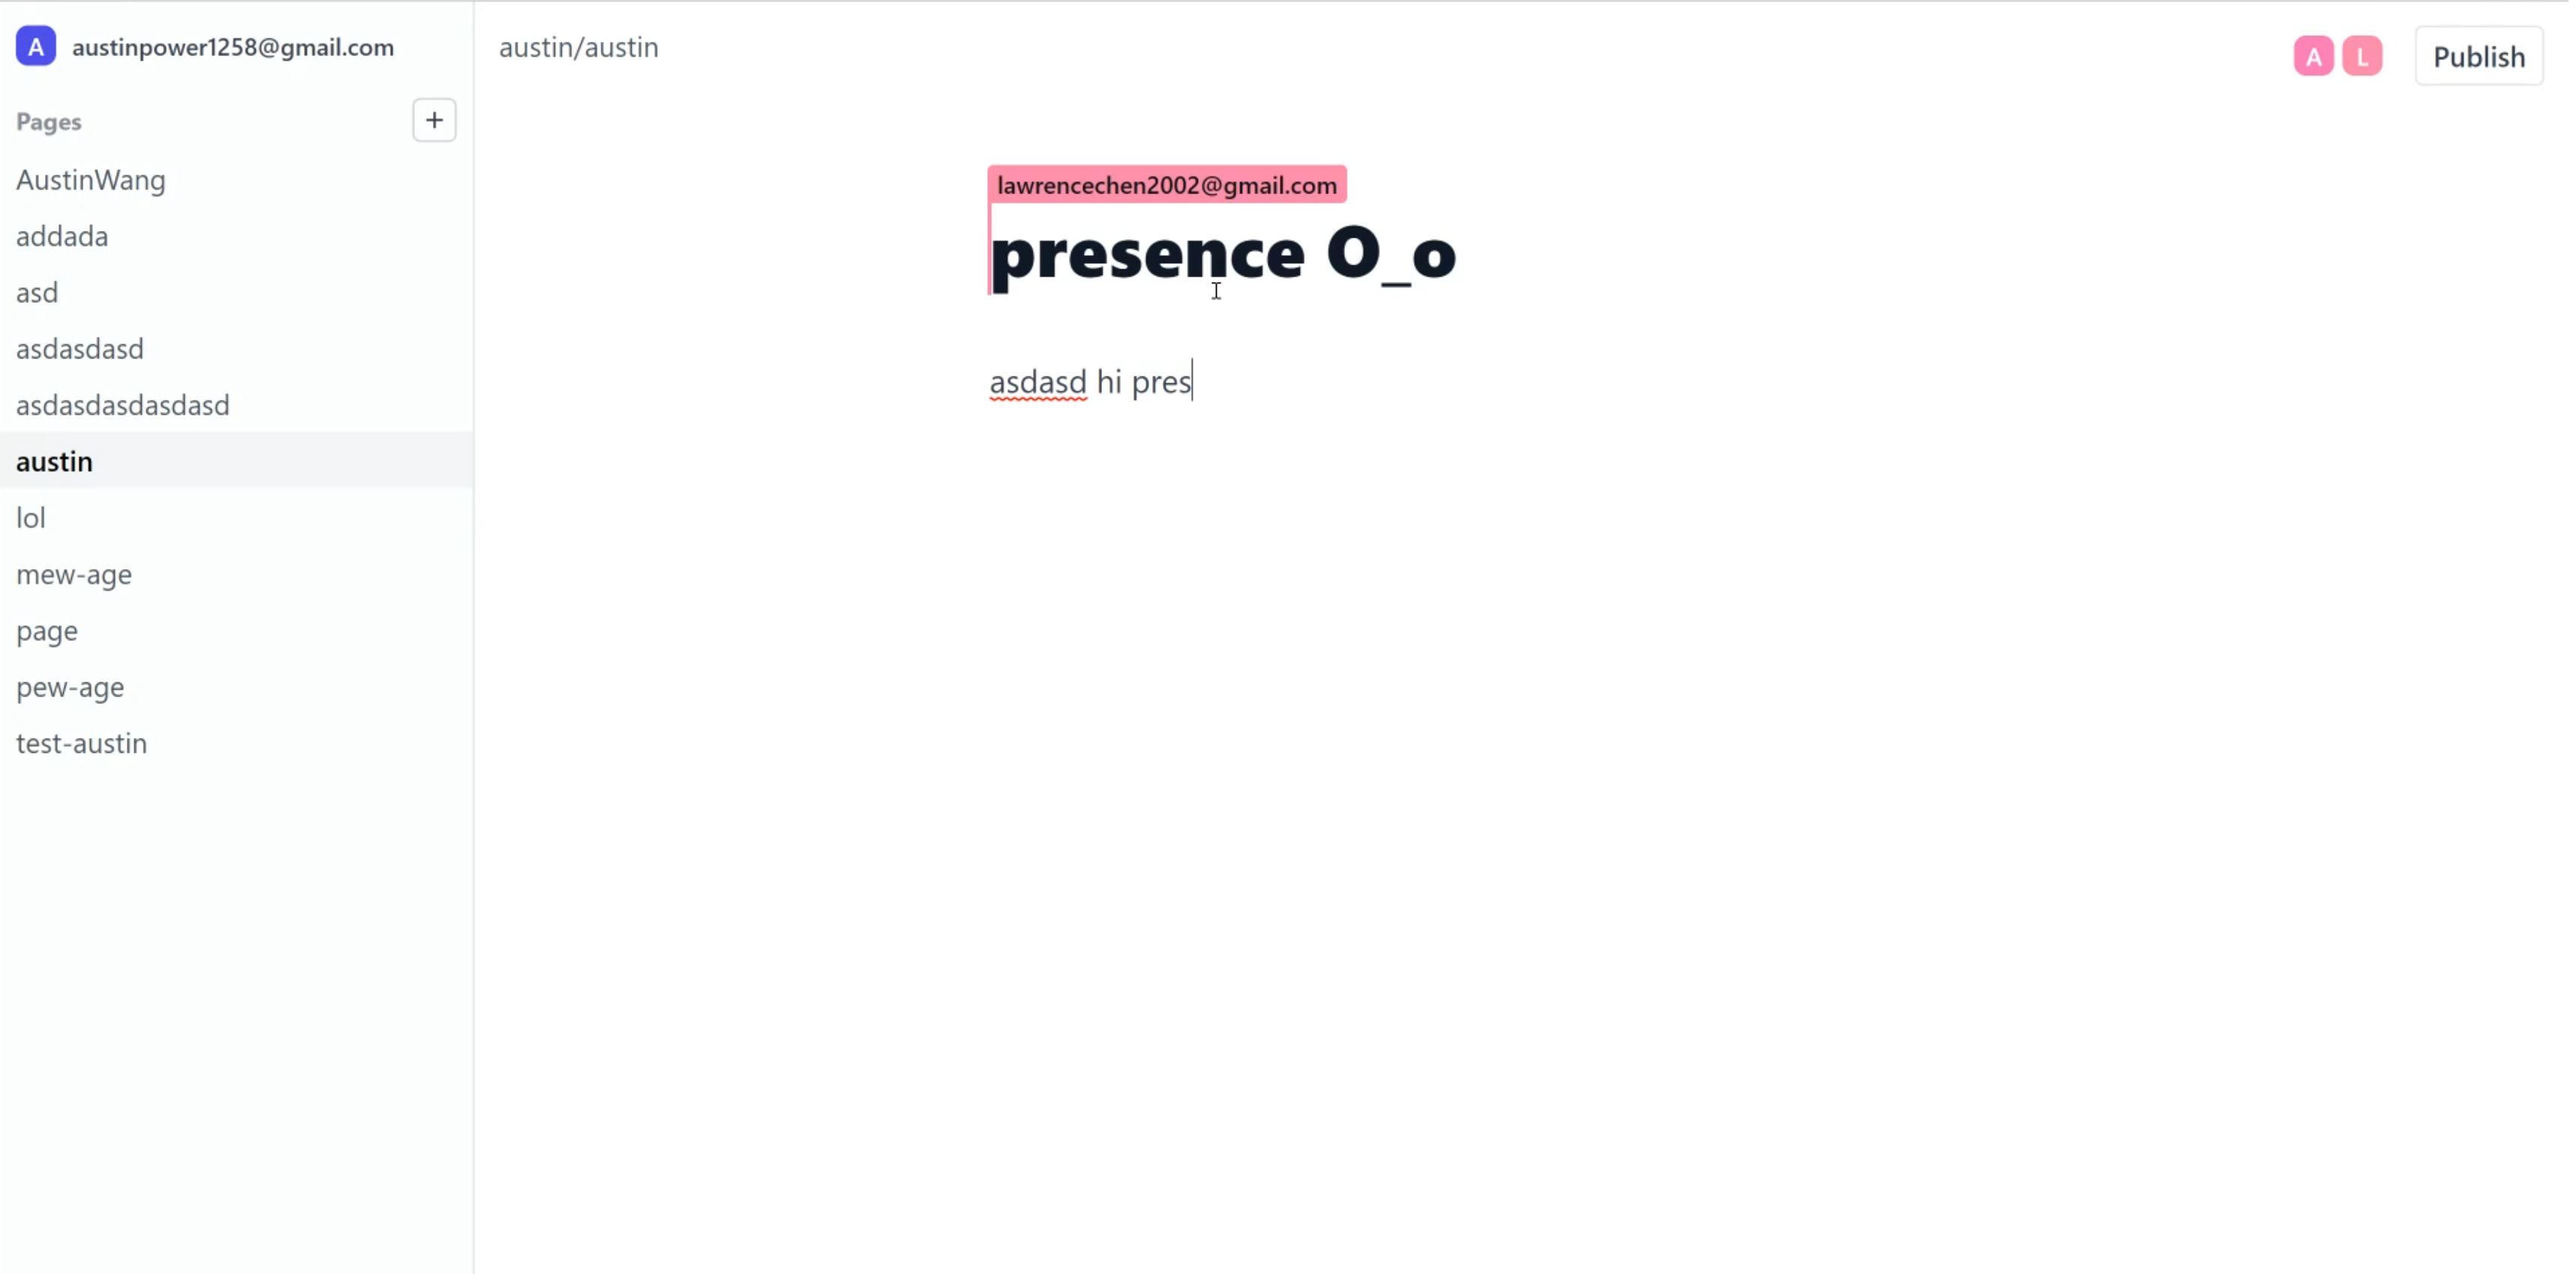 A austinpower1258@gmail.com
Pages +
AustinWang
addada
asd
asdasdasd
asdasdasdasdasd
austin
lol
mew-age
page
pew-age
test-austin
austin/austin
A L Publish
lawrencechen2002@gmail.com
presence O_o
asdasd hi pres